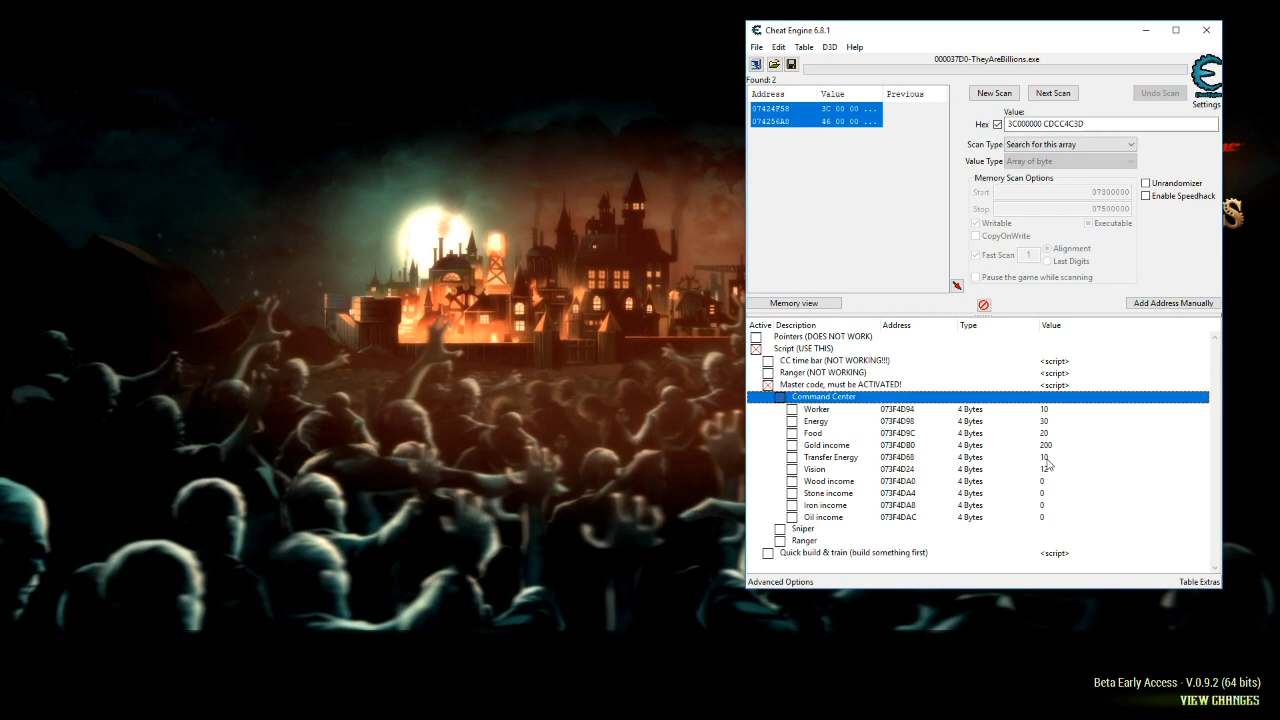 Cheat Engine 6.8.1
File Edit Table D3D Help
000037D0-TheyAreBillions.exe
Found: 2
Address Value Previous
07424F58 3C 00 00 ...
074256A8 46 00 00 ...
New Scan Next Scan Undo Scan
Settings
Value:
Hex 3C000000 CDCC4C3D
Scan Type Search for this array
Value Type Array of byte
Memory Scan Options
Start 07300000
Stop 07500000
Writable Executable
CopyOnWrite
Fast Scan 1 Alignment
Last Digits
Pause the game while scanning
Unrandomizer
Enable Speedhack
Memory view Add Address Manually
Active Description Address Type Value
Pointers (DOES NOT WORK)
Script (USE THIS)
CC time bar (NOT WORKING!!!) <script>
Ranger (NOT WORKING) <script>
Master code, must be ACTIVATED! <script>
Command Center
Worker 073F4D94 4 Bytes 10
Energy 073F4D98 4 Bytes 30
Food 073F4D9C 4 Bytes 20
Gold income 073F4DB0 4 Bytes 200
Transfer Energy 073F4D68 4 Bytes 10
Vision 073F4D24 4 Bytes
Wood income 073F4DA0 4 Bytes 0
Stone income 073F4DA4 4 Bytes 0
Iron income 073F4DA8 4 Bytes 0
Oil income 073F4DAC 4 Bytes 0
Sniper
Ranger
Quick build & train (build something first) <script>
Advanced Options Table Extras
Beta Early Access - V.0.9.2 (64 bits)
VIEW CHANGES